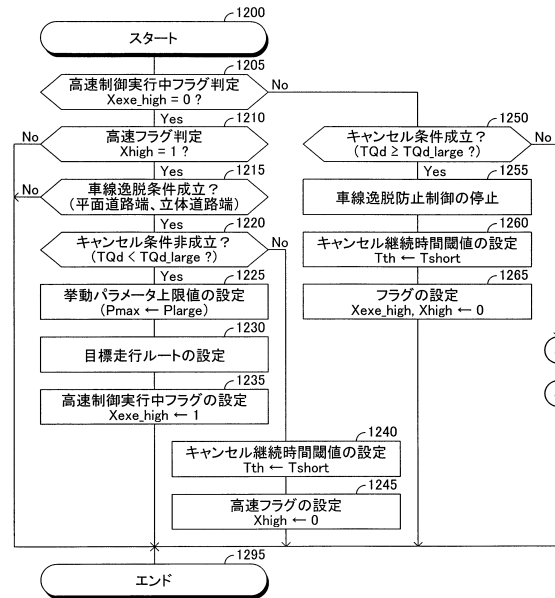 1200
スタート
1205
高速制御実行中フラグ判定
Xexe_high = 0 ?
No
Yes
1210
No
高速フラグ判定
Xhigh = 1 ?
Yes
1215
No
車線逸脱条件成立？
(平面道路端、立体道路端)
Yes
1220
キャンセル条件非成立？
(TQd < TQd_large ?)
No
Yes
1225
挙動パラメータ上限値の設定
(Pmax ← Plarge)
1230
目標走行ルートの設定
1235
高速制御実行中フラグの設定
Xexe_high ← 1
1240
キャンセル継続時間閾値の設定
Tth ← Tshort
1245
高速フラグの設定
Xhigh ← 0
1250
キャンセル条件成立？
(TQd ≥ TQd_large ?)
No
Yes
1255
車線逸脱防止制御の停止
1260
キャンセル継続時間閾値の設定
Tth ← Tshort
1265
フラグの設定
Xexe_high, Xhigh ← 0
1295
エンド